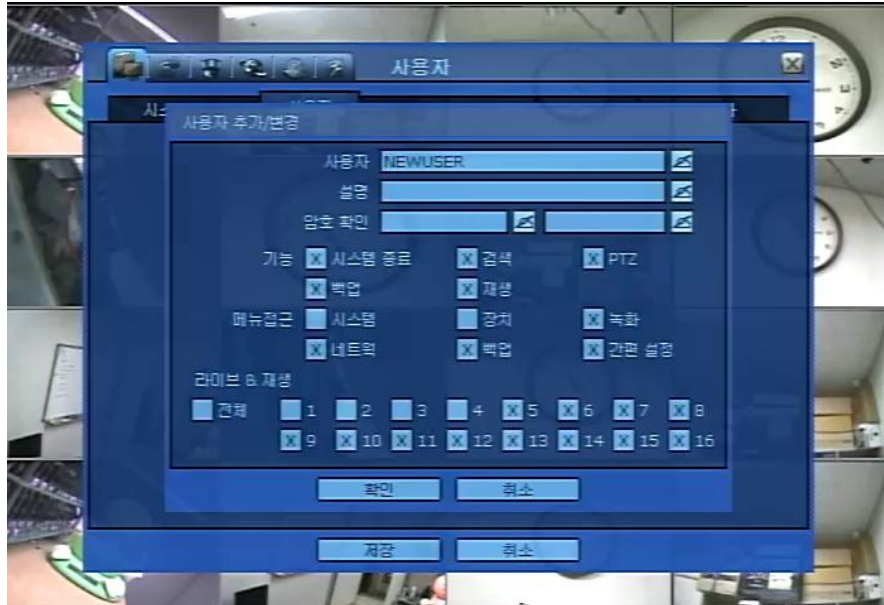 사용자
사용자 추가/변경
사용자 NEWUSER
설명
암호 확인
기능 X 시스템 종료 X 검색 X PTZ
X 백업 X 재생
메뉴접근 시스템 장치 X 녹화
X 네트웍 X 백업 X 간편 설정
라이브 & 재생
전체 1 2 3 4 X 5 X 6 X 7 X 8
X 9 X 10 X 11 X 12 X 13 X 14 X 15 X 16
확인 취소
저장 취소